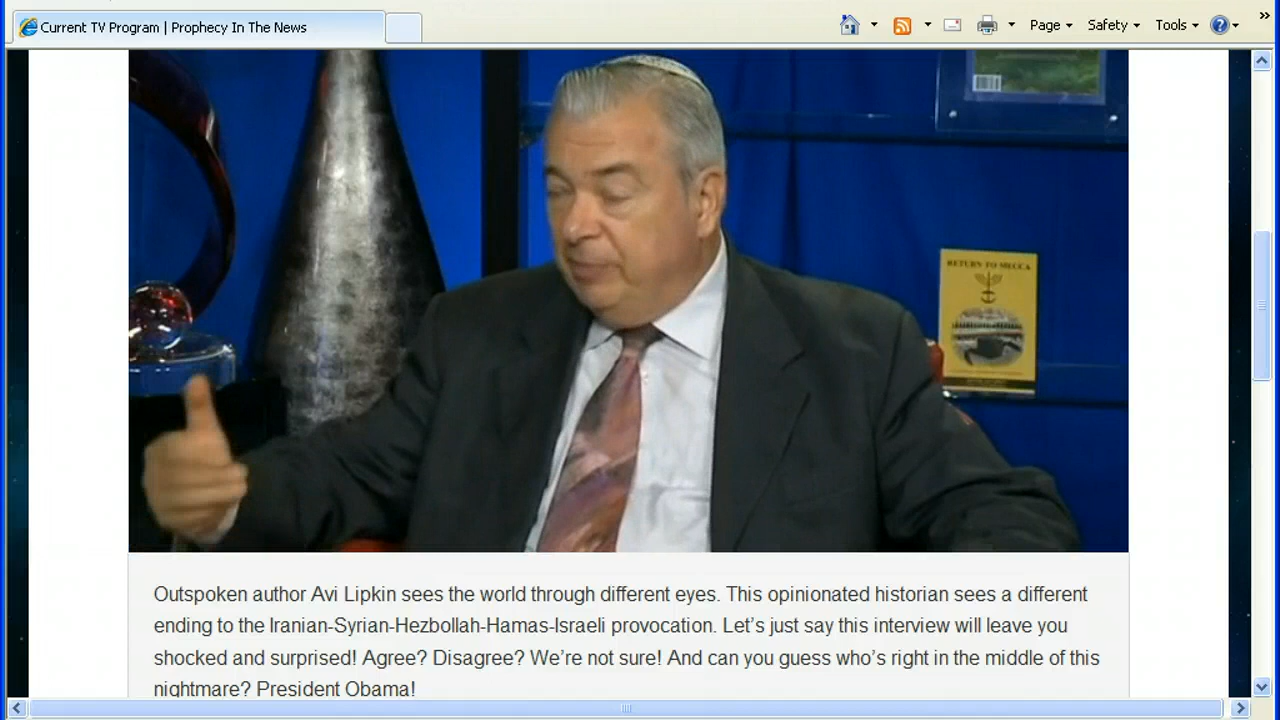 Current TV Program | Prophecy In The News
Page
Safety
Tools
RETURN TO MECCA
Outspoken author Avi Lipkin sees the world through different eyes. This opinionated historian sees a different
ending to the Iranian-Syrian-Hezbollah-Hamas-Israeli provocation. Let’s just say this interview will leave you
shocked and surprised! Agree? Disagree? We’re not sure! And can you guess who’s right in the middle of this
nightmare? President Obama!